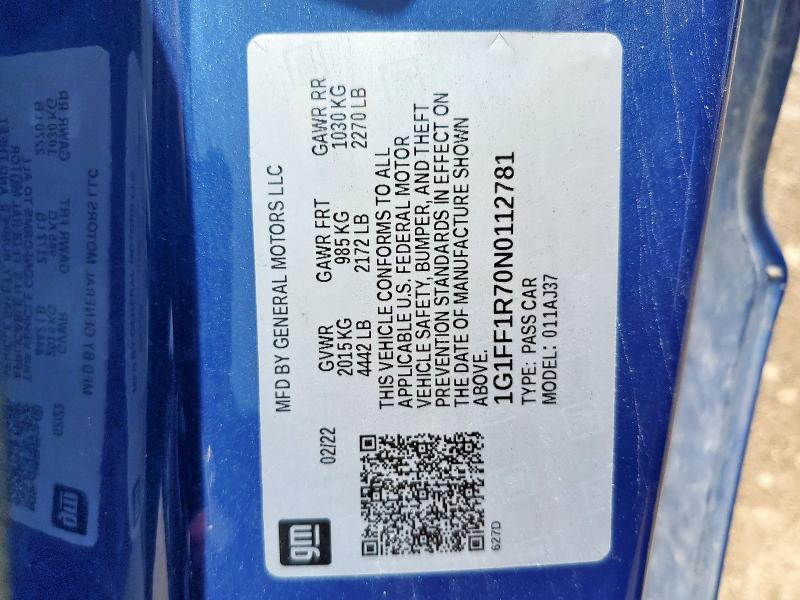 gm
MFD BY GENERAL MOTORS LLC
02/22
GVWR GAWR FRT GAWR RR
2015 KG 985 KG 1030 KG
4442 LB 2172 LB 2270 LB
THIS VEHICLE CONFORMS TO ALL
APPLICABLE U.S. FEDERAL MOTOR
VEHICLE SAFETY, BUMPER, AND THEFT
PREVENTION STANDARDS IN EFFECT ON
THE DATE OF MANUFACTURE SHOWN
ABOVE.
1G1FF1R70N0112781
TYPE: PASS CAR
MODEL: 011AJ37
627D